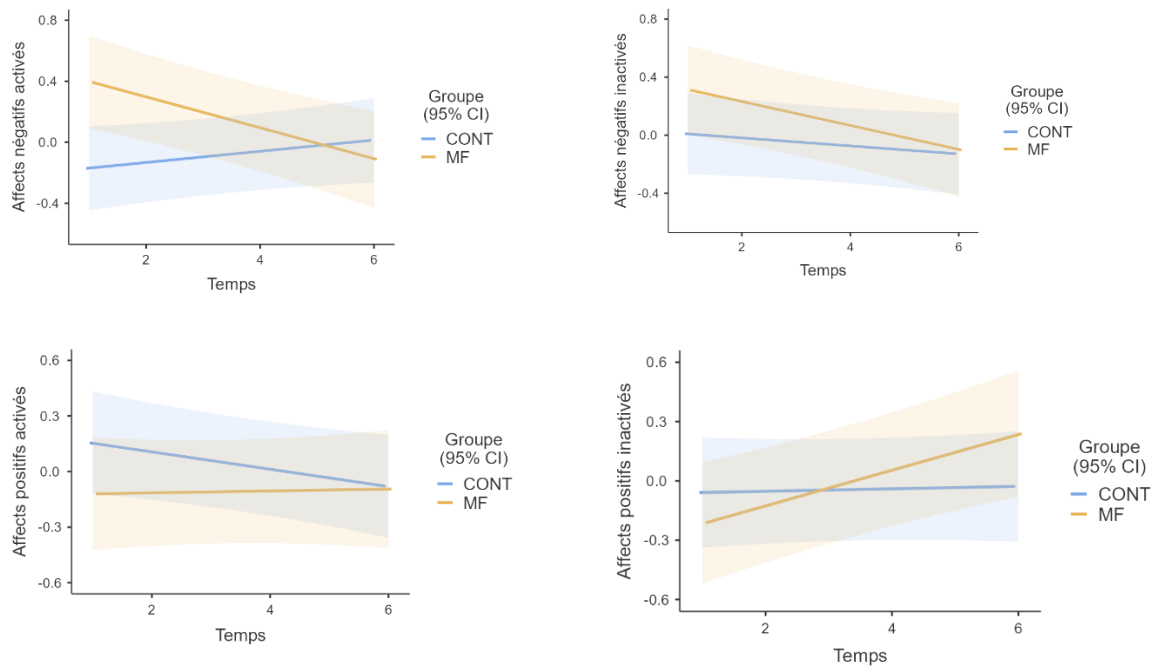 Affects négatifs activés
0.8
0.4
0.0
-0.4
2
4
6
Temps
Groupe
(95% CI)
CONT
MF
Affects négatifs inactivés
0.8
0.4
0.0
-0.4
2
4
6
Temps
Groupe
(95% CI)
CONT
MF
Affects positifs activés
0.6
0.3
0.0
-0.3
-0.6
2
4
6
Temps
Groupe
(95% CI)
CONT
MF
Affects positifs inactivés
0.6
0.3
0.0
-0.3
-0.6
2
4
6
Temps
Groupe
(95% CI)
CONT
MF